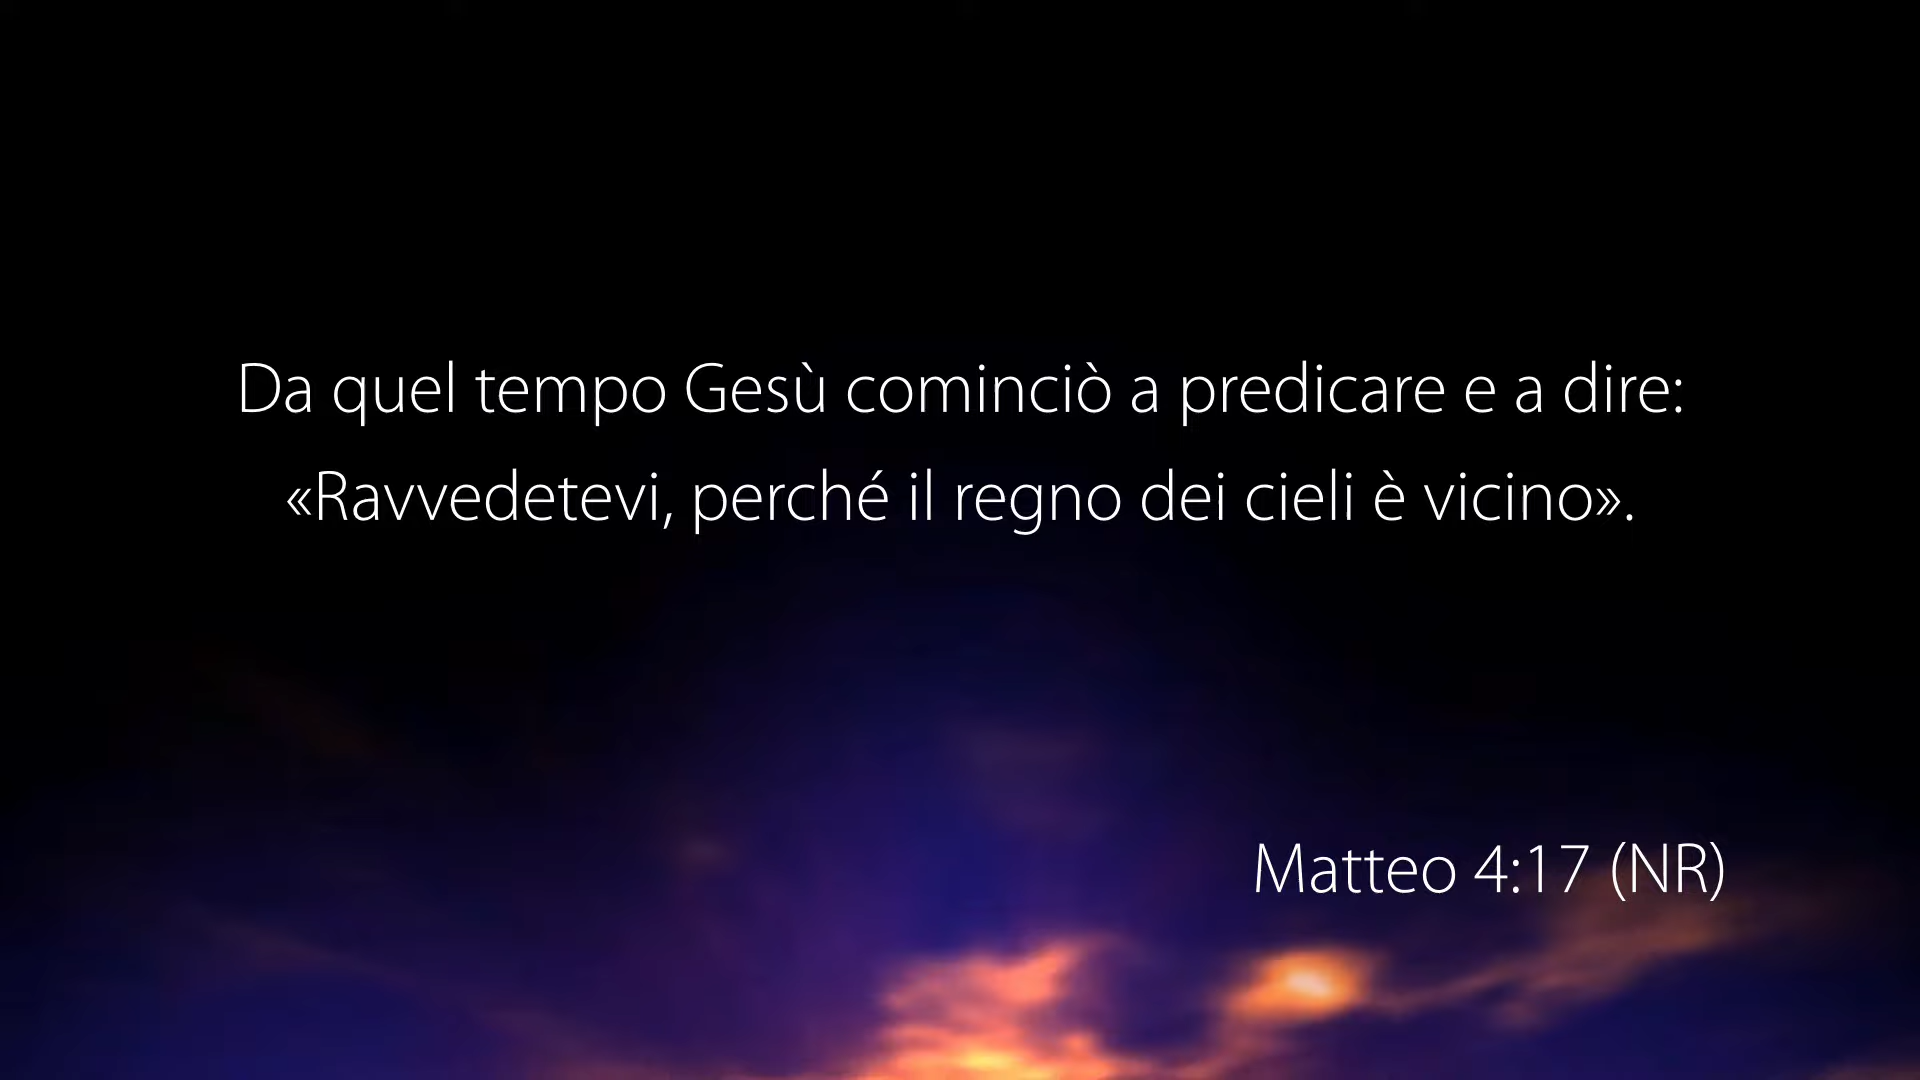 Da quel tempo Gesù cominciò a predicare e a dire:
«Ravvedetevi, perché il regno dei cieli è vicino».
Matteo 4:17 (NR)